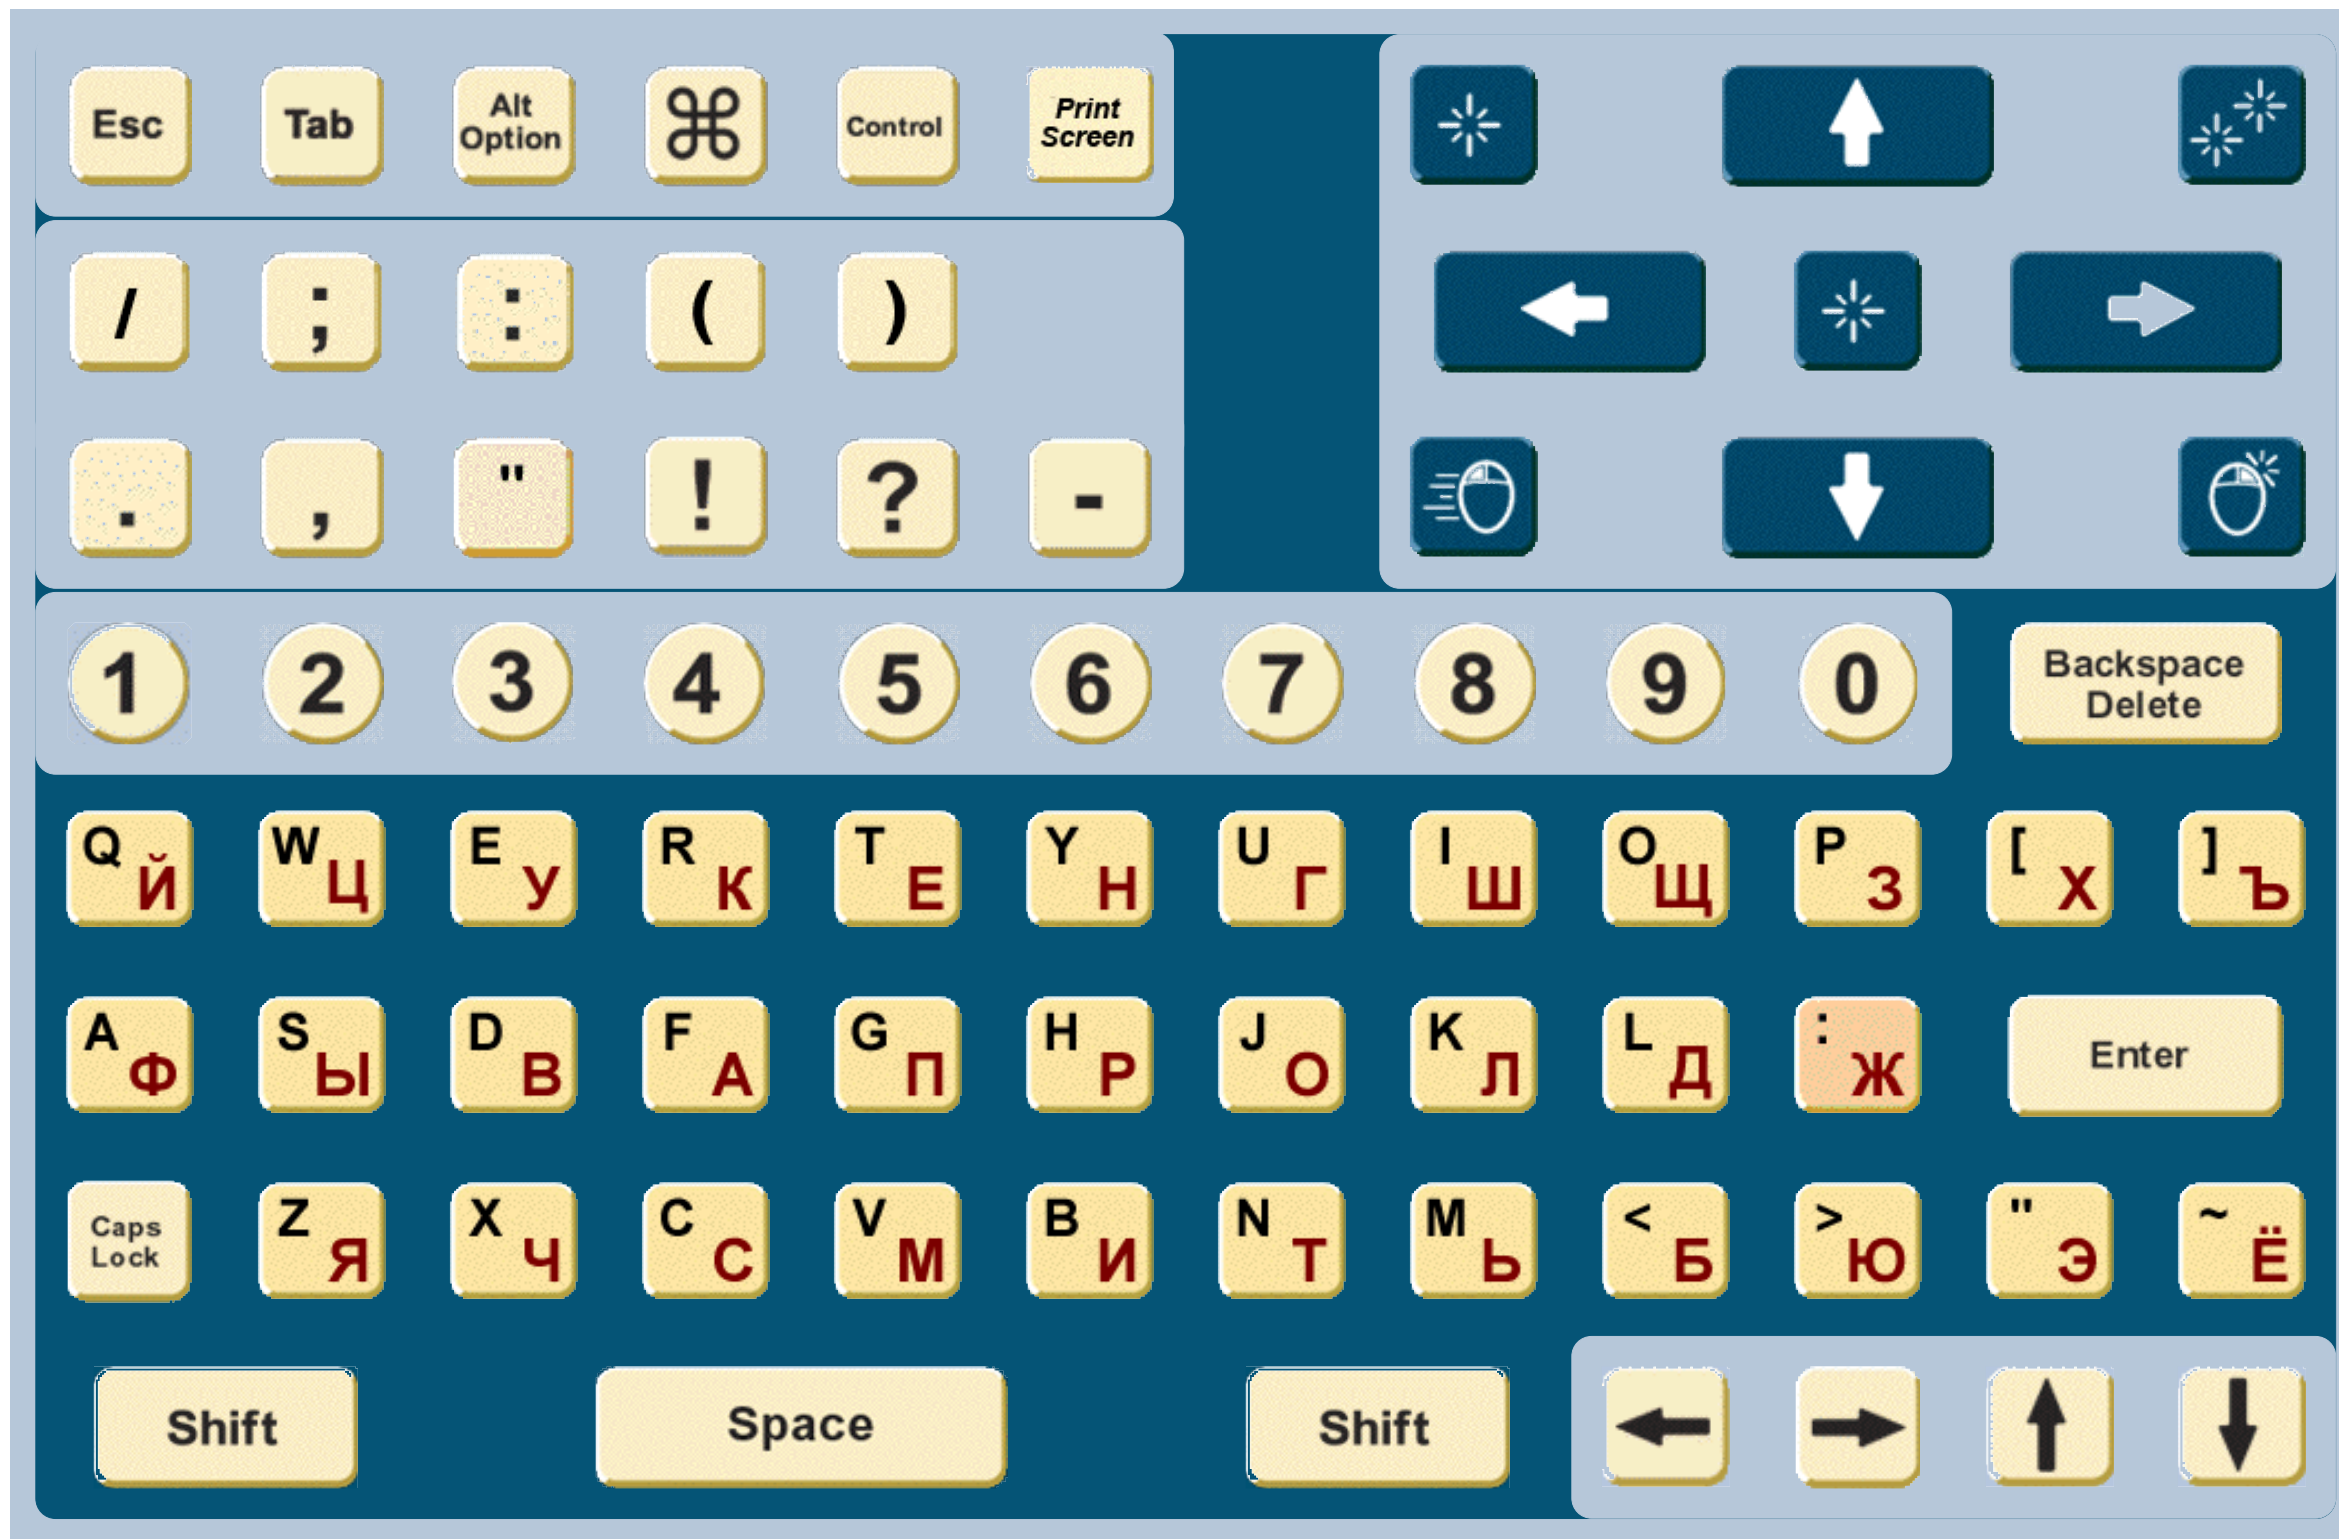 Esc Tab Alt Option ⌘ Control Print Screen
/ ; : ( )
. , " ! ? -
1 2 3 4 5 6 7 8 9 0 Backspace Delete
Q Й W Ц E У R К T Е Y Н U Г I Ш O Щ P З [ Х ] Ъ
A Ф S Ы D В F А G П H Р J О K Л L Д : Ж Enter
Caps Lock Z Я X Ч C С V М B И N Т M Ь < Б > Ю " Э ~ Ё
Shift Space Shift